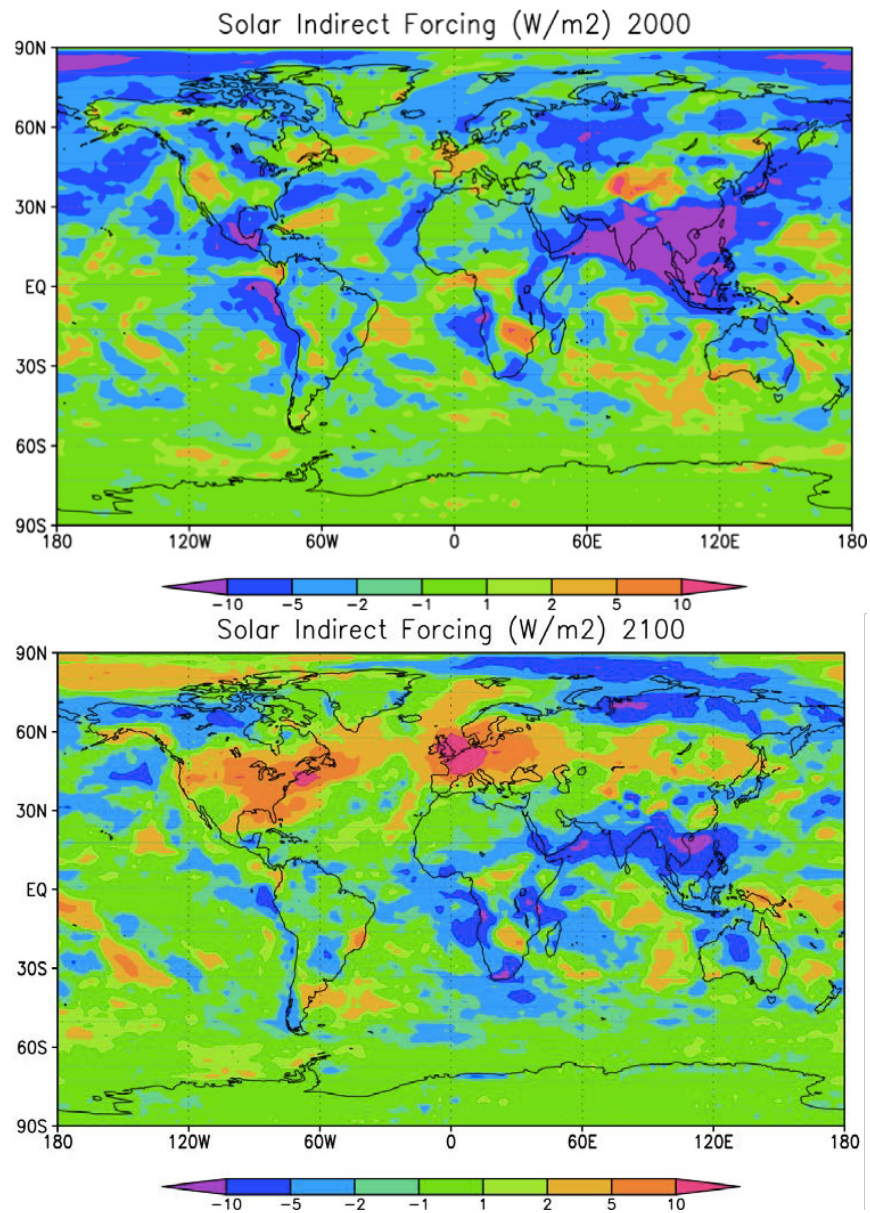 Solar Indirect Forcing (W/m2) 2000
90N
60N
30N
EQ
30S
60S
90S
180 120W 60W 0 60E 120E 180
-10 -5 -2 -1 1 2 5 10
Solar Indirect Forcing (W/m2) 2100
90N
60N
30N
EQ
30S
60S
90S
180 120W 60W 0 60E 120E 180
-10 -5 -2 -1 1 2 5 10